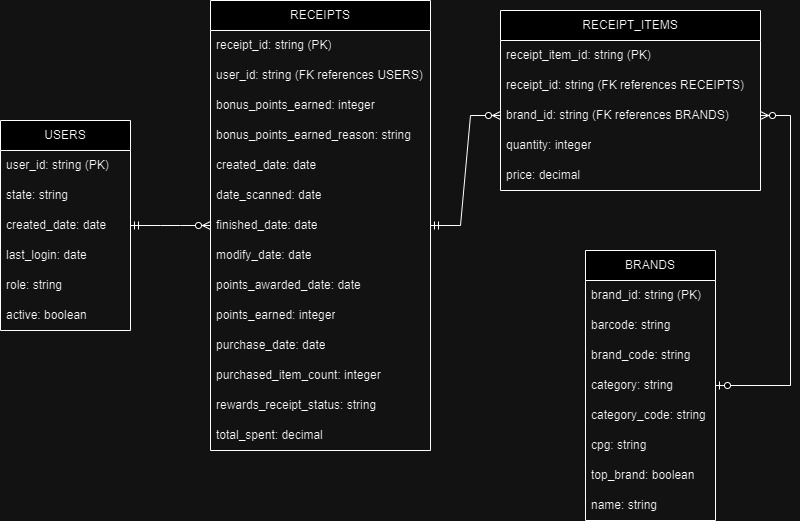 USERS
user_id: string (PK)
state: string
created_date: date
last_login: date
role: string
active: boolean
RECEIPTS
receipt_id: string (PK)
user_id: string (FK references USERS)
bonus_points_earned: integer
bonus_points_earned_reason: string
created_date: date
date_scanned: date
finished_date: date
modify_date: date
points_awarded_date: date
points_earned: integer
purchase_date: date
purchased_item_count: integer
rewards_receipt_status: string
total_spent: decimal
RECEIPT_ITEMS
receipt_item_id: string (PK)
receipt_id: string (FK references RECEIPTS)
brand_id: string (FK references BRANDS)
quantity: integer
price: decimal
BRANDS
brand_id: string (PK)
barcode: string
brand_code: string
category: string
category_code: string
cpg: string
top_brand: boolean
name: string